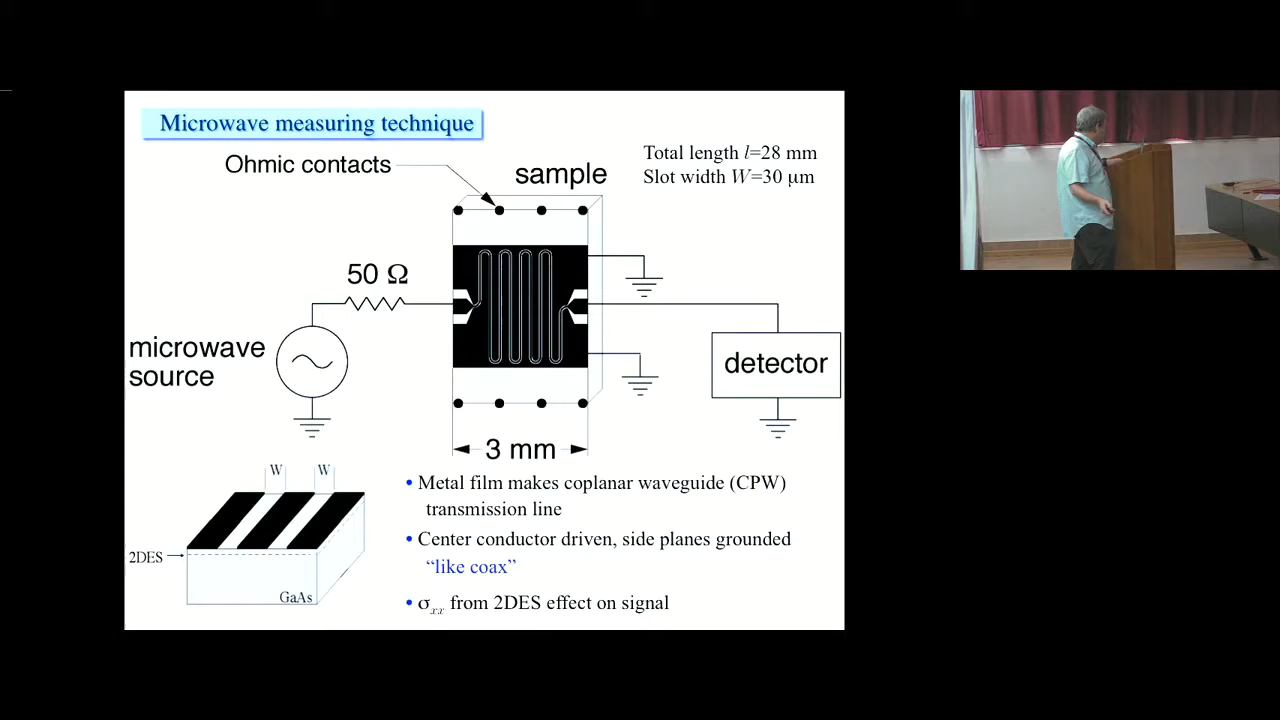 Microwave measuring technique
Ohmic contacts
sample
Total length l=28 mm
Slot width W=30 μm
50 Ω
microwave
source
detector
3 mm
W W
2DES
GaAs
• Metal film makes coplanar waveguide (CPW)
transmission line
• Center conductor driven, side planes grounded
“like coax”
• σxx from 2DES effect on signal